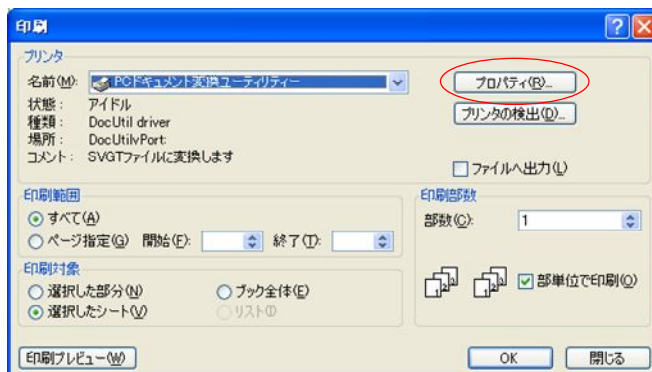 印刷
プリンタ
名前(M): PCドキュメント変換ユーティリティー プロパティ(R)...
状態: アイドル
種類: DocUtil driver プリンタの検出(D)...
場所: DocUtilvPort:
コメント: SVGTファイルに変換します ファイルへ出力(L)
印刷範囲 印刷部数
すべて(A) 部数(C): 1
ページ指定(G) 開始(F): 終了(T):
印刷対象
選択した部分(N) ブック全体(E) 部単位で印刷(O)
選択したシート(V) リスト(I)
印刷プレビュー(W) OK 閉じる